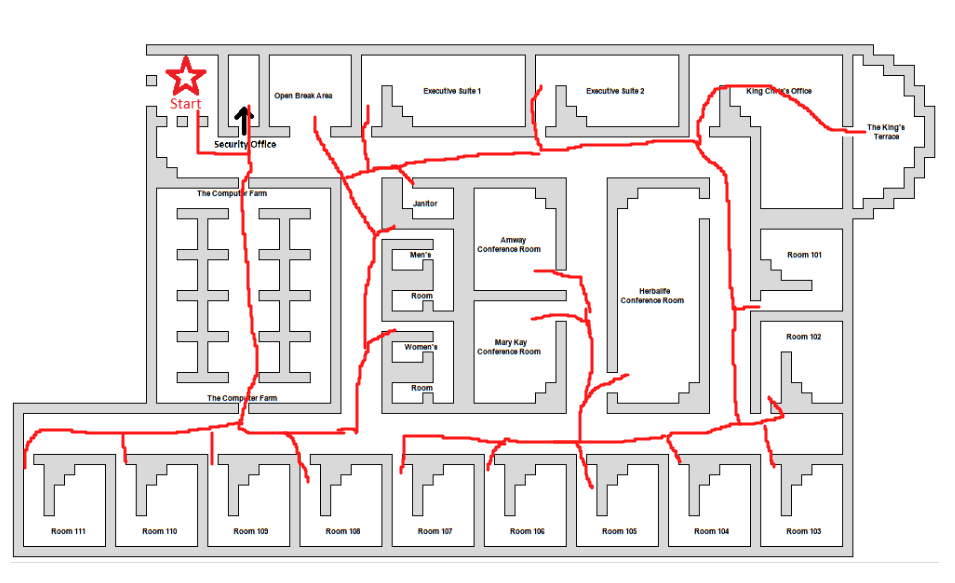 Start
Security Office
Open Break Area
Executive Suite 1
Executive Suite 2
King Chris's Office
The King's
Terrace
The Computer Farm
Janitor
Men's
Room
Women's
Room
Amway
Conference Room
Mary Kay
Conference Room
Herbalife
Conference Room
Room 101
Room 102
The Computer Farm
Room 111
Room 110
Room 109
Room 108
Room 107
Room 106
Room 105
Room 104
Room 103